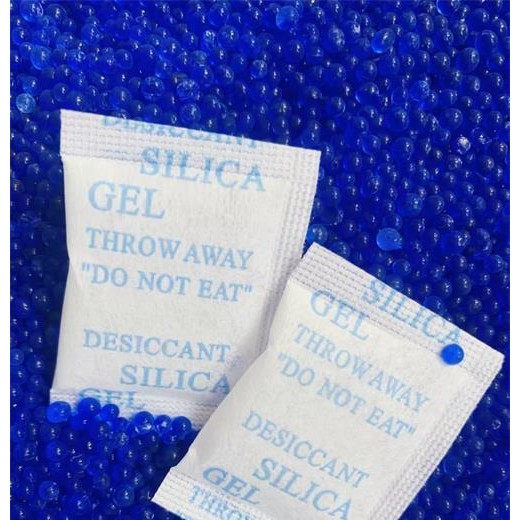 DESICCANT
SILICA
GEL
THROW AWAY
"DO NOT EAT"
DESICCANT
SILICA
GEL
SILICA
GEL
THROW AWAY
"DO NOT EAT"
DESICCANT
SILICA
GEL
THROW